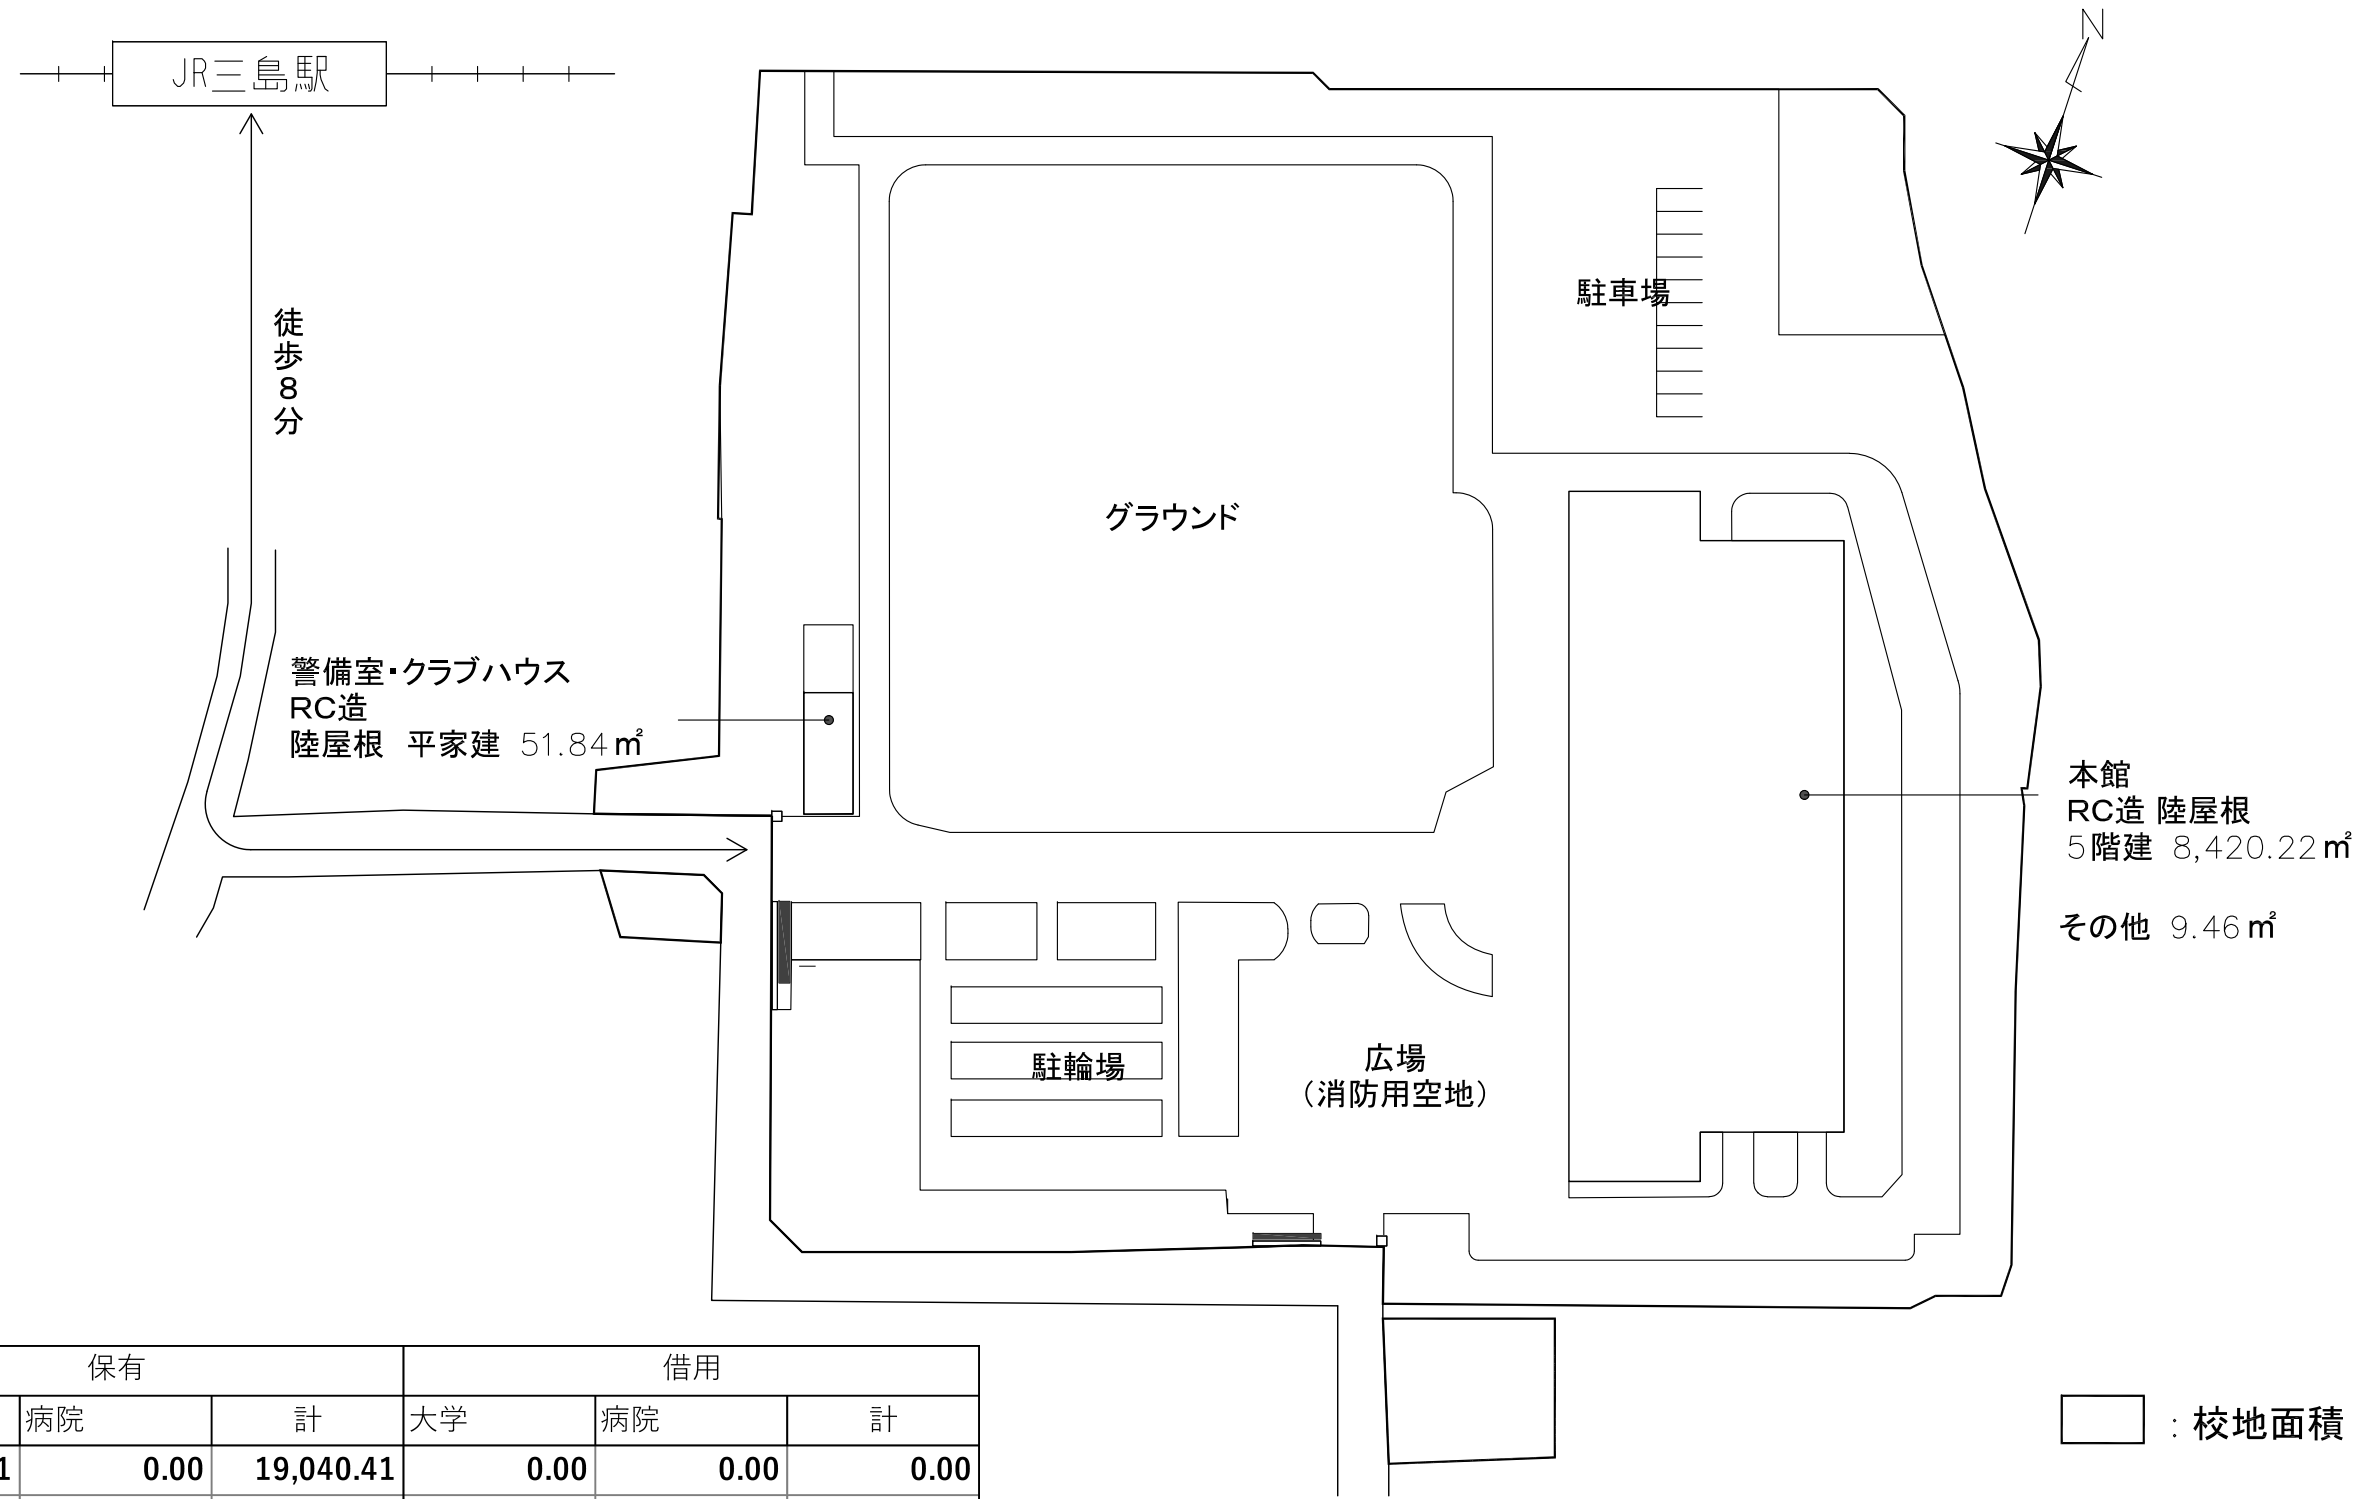 N
JR三島駅
徒歩8分
駐車場
グラウンド
警備室・クラブハウス
RC造
陸屋根 平家建 51.84㎡
本館
RC造 陸屋根
5階建 8,420.22㎡
その他 9.46㎡
駐輪場
広場
（消防用空地）
保有 借用
病院 計 大学 病院 計
1 0.00 19,040.41 0.00 0.00 0.00
：校地面積